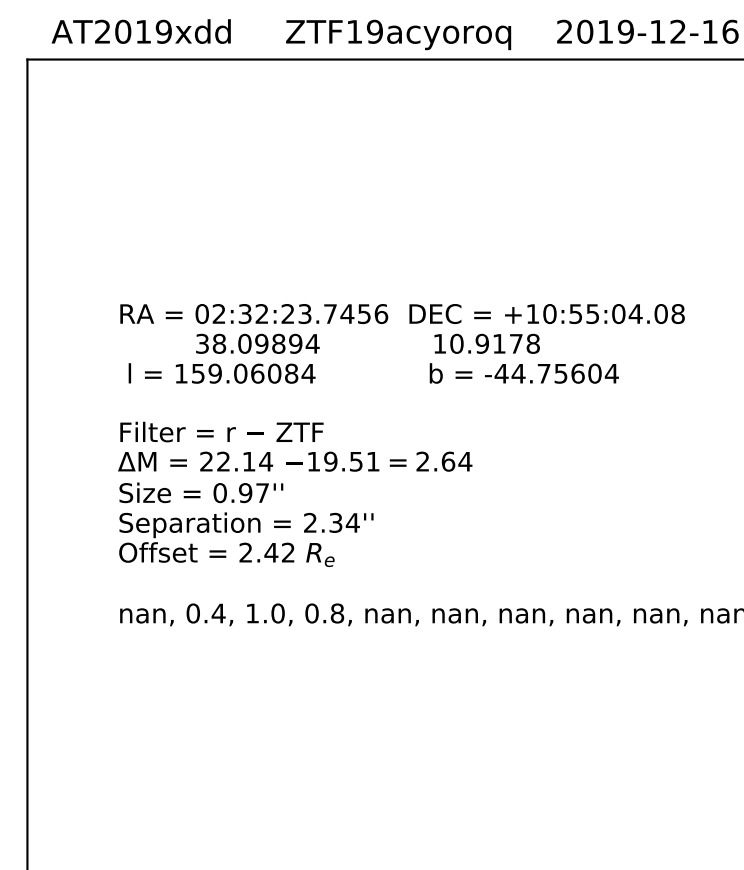 AT2019xdd ZTF19acyoroq 2019-12-16
RA = 02:32:23.7456 DEC = +10:55:04.08
38.09894 10.9178
l = 159.06084 b = -44.75604
Filter = r − ZTF
ΔM = 22.14 −19.51 = 2.64
Size = 0.97''
Separation = 2.34''
Offset = 2.42 Re
nan, 0.4, 1.0, 0.8, nan, nan, nan, nan, nan, nan